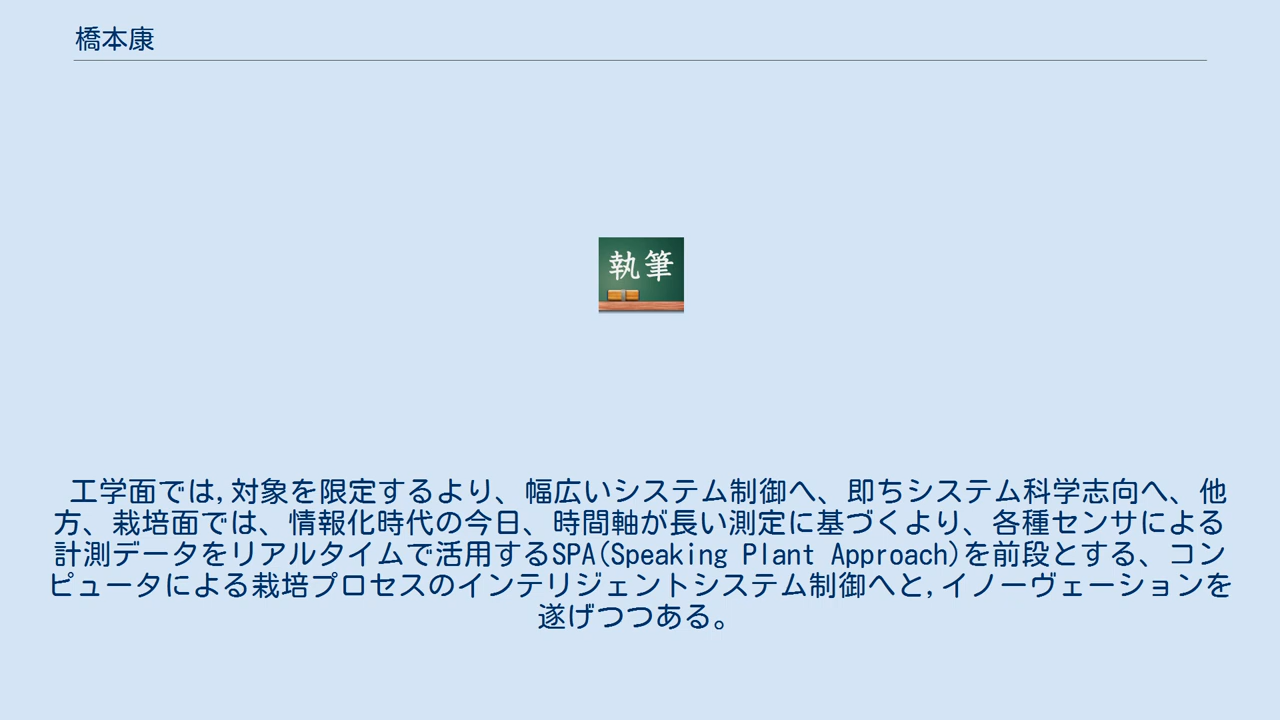 橋本康
執筆
工学面では,対象を限定するより、幅広いシステム制御へ、即ちシステム科学志向へ、他
方、栽培面では、情報化時代の今日、時間軸が長い測定に基づくより、各種センサによる
計測データをリアルタイムで活用するSPA(Speaking Plant Approach)を前段とする、コン
ピュータによる栽培プロセスのインテリジェントシステム制御へと,イノーヴェーションを
遂げつつある。